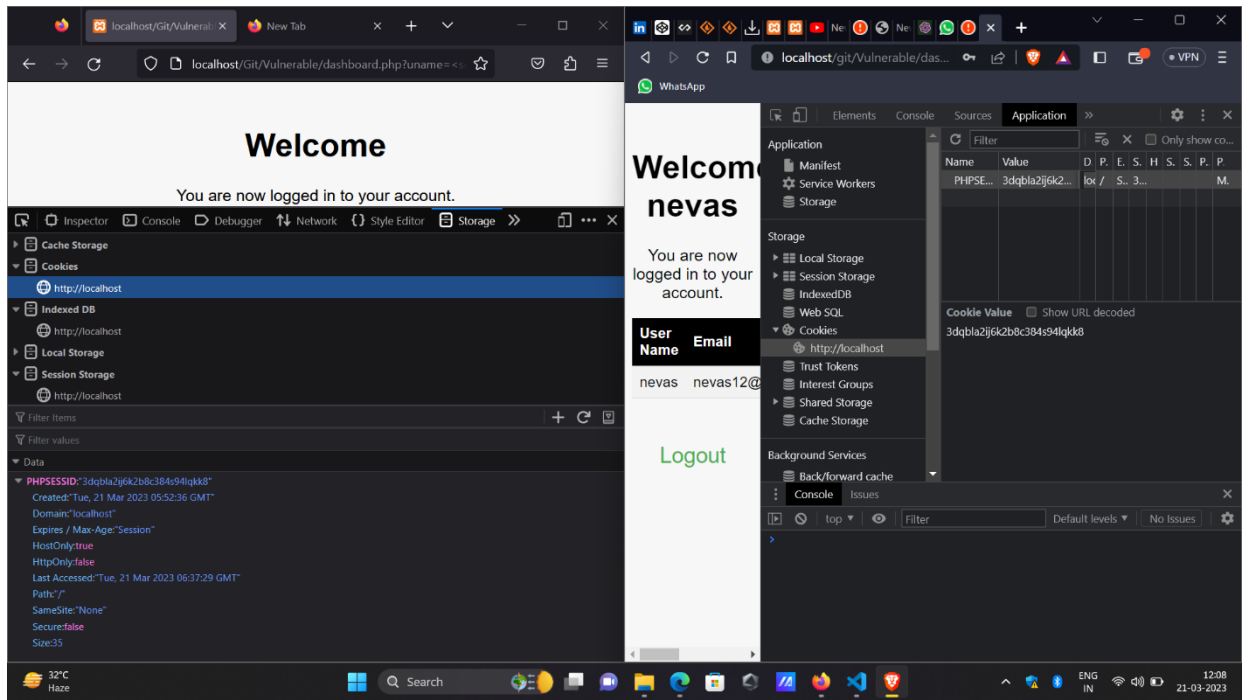 localhost/Git/Vulnerabl
New Tab
localhost/Git/Vulnerable/dashboard.php?uname=<s
Welcome
You are now logged in to your account.
Inspector Console Debugger Network Style Editor Storage
Cache Storage
Cookies
http://localhost
Indexed DB
http://localhost
Local Storage
Session Storage
http://localhost
Filter Items
Filter values
Data
PHPSESSID:"3dqbla2ij6k2b8c384s94lqkk8"
Created:"Tue, 21 Mar 2023 05:52:36 GMT"
Domain:"localhost"
Expires / Max-Age:"Session"
HostOnly:true
HttpOnly:false
Last Accessed:"Tue, 21 Mar 2023 06:37:29 GMT"
Path:"/"
SameSite:"None"
Secure:false
Size:35
in Ne Ne
localhost/git/Vulnerable/das... VPN
WhatsApp
Welcome
nevas
You are now
logged in to your
account.
User Name Email
nevas nevas12@
Logout
Elements Console Sources Application
Application
Manifest
Service Workers
Storage
Storage
Local Storage
Session Storage
IndexedDB
Web SQL
Cookies
http://localhost
Trust Tokens
Interest Groups
Shared Storage
Cache Storage
Background Services
Back/forward cache
Filter Only show co...
Name Value D P. E. S. H S. S. S. P. P.
PHPSE... 3dqbla2ij6k2... loc / S.. 3... M.
Cookie Value Show URL decoded
3dqbla2ij6k2b8c384s94lqkk8
Console Issues
top Filter Default levels No Issues
32°C
Haze
Search
ENG
IN
12:08
21-03-2023